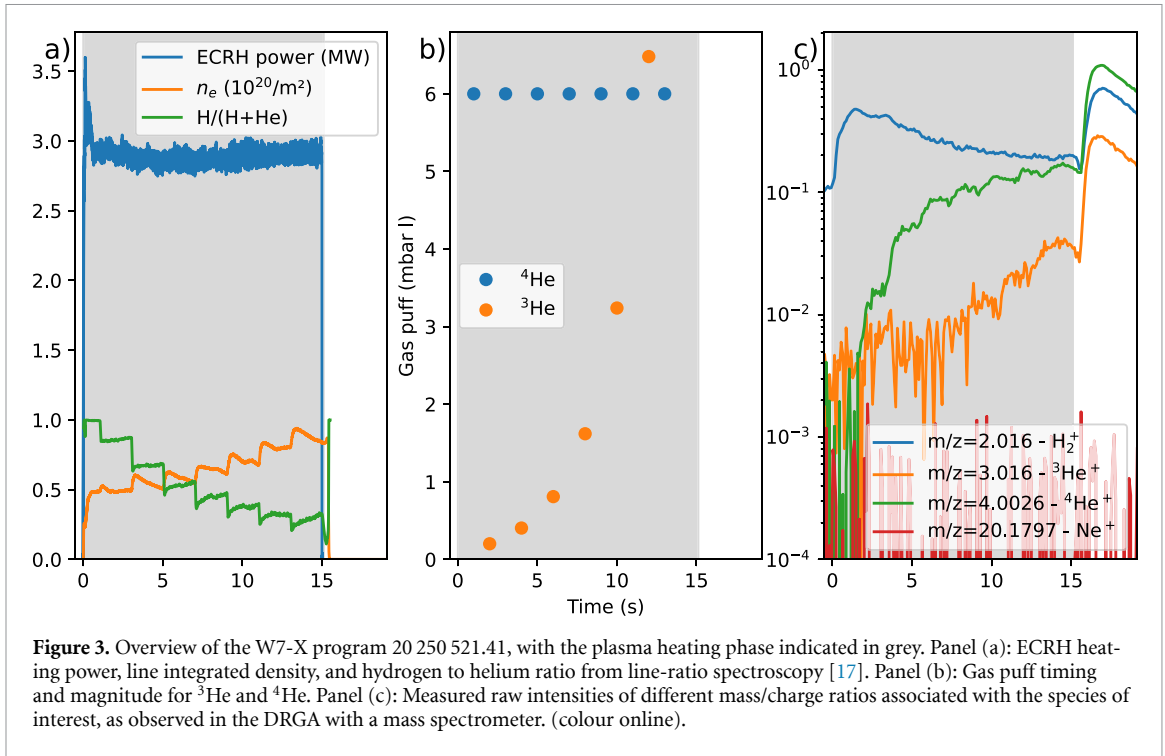 a)
ECRH power (MW)
nₑ (10²⁰/m²)
H/(H+He)
3.5
3.0
2.5
2.0
1.5
1.0
0.5
0.0
0
5
10
15
b)
Gas puff (mbar l)
6
5
4
3
2
1
0
⁴He
³He
0
5
10
15
Time (s)
c)
10⁰
10⁻¹
10⁻²
10⁻³
10⁻⁴
m/z=2.016 - H₂⁺
m/z=3.016 - ³He⁺
m/z=4.0026 - ⁴He⁺
m/z=20.1797 - Ne⁺
0
5
10
15
Figure 3. Overview of the W7-X program 20 250 521.41, with the plasma heating phase indicated in grey. Panel (a): ECRH heat-
ing power, line integrated density, and hydrogen to helium ratio from line-ratio spectroscopy [17]. Panel (b): Gas puff timing
and magnitude for ³He and ⁴He. Panel (c): Measured raw intensities of different mass/charge ratios associated with the species of
interest, as observed in the DRGA with a mass spectrometer. (colour online).